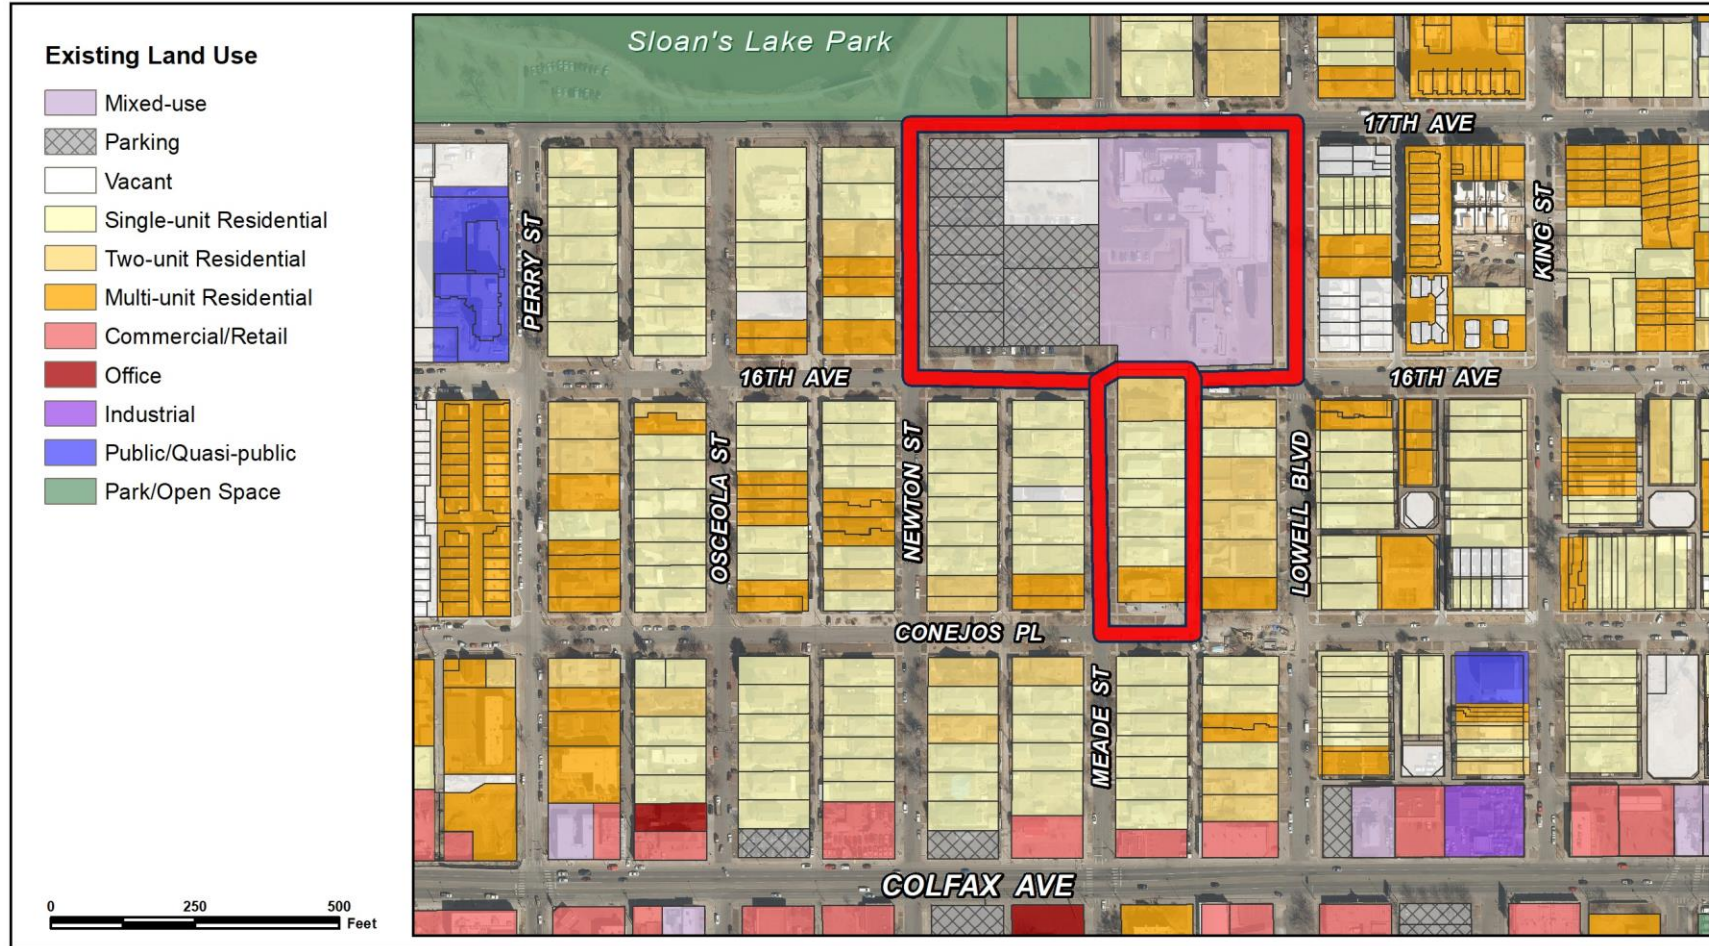 Existing Land Use
Mixed-use
Parking
Vacant
Single-unit Residential
Two-unit Residential
Multi-unit Residential
Commercial/Retail
Office
Industrial
Public/Quasi-public
Park/Open Space
0 250 500
Feet
Sloan's Lake Park
17TH AVE
PERRY ST
KING ST
16TH AVE
16TH AVE
OSCEOLA ST
NEWTON ST
LOWELL BLVD
CONEJOS PL
MEADE ST
COLFAX AVE